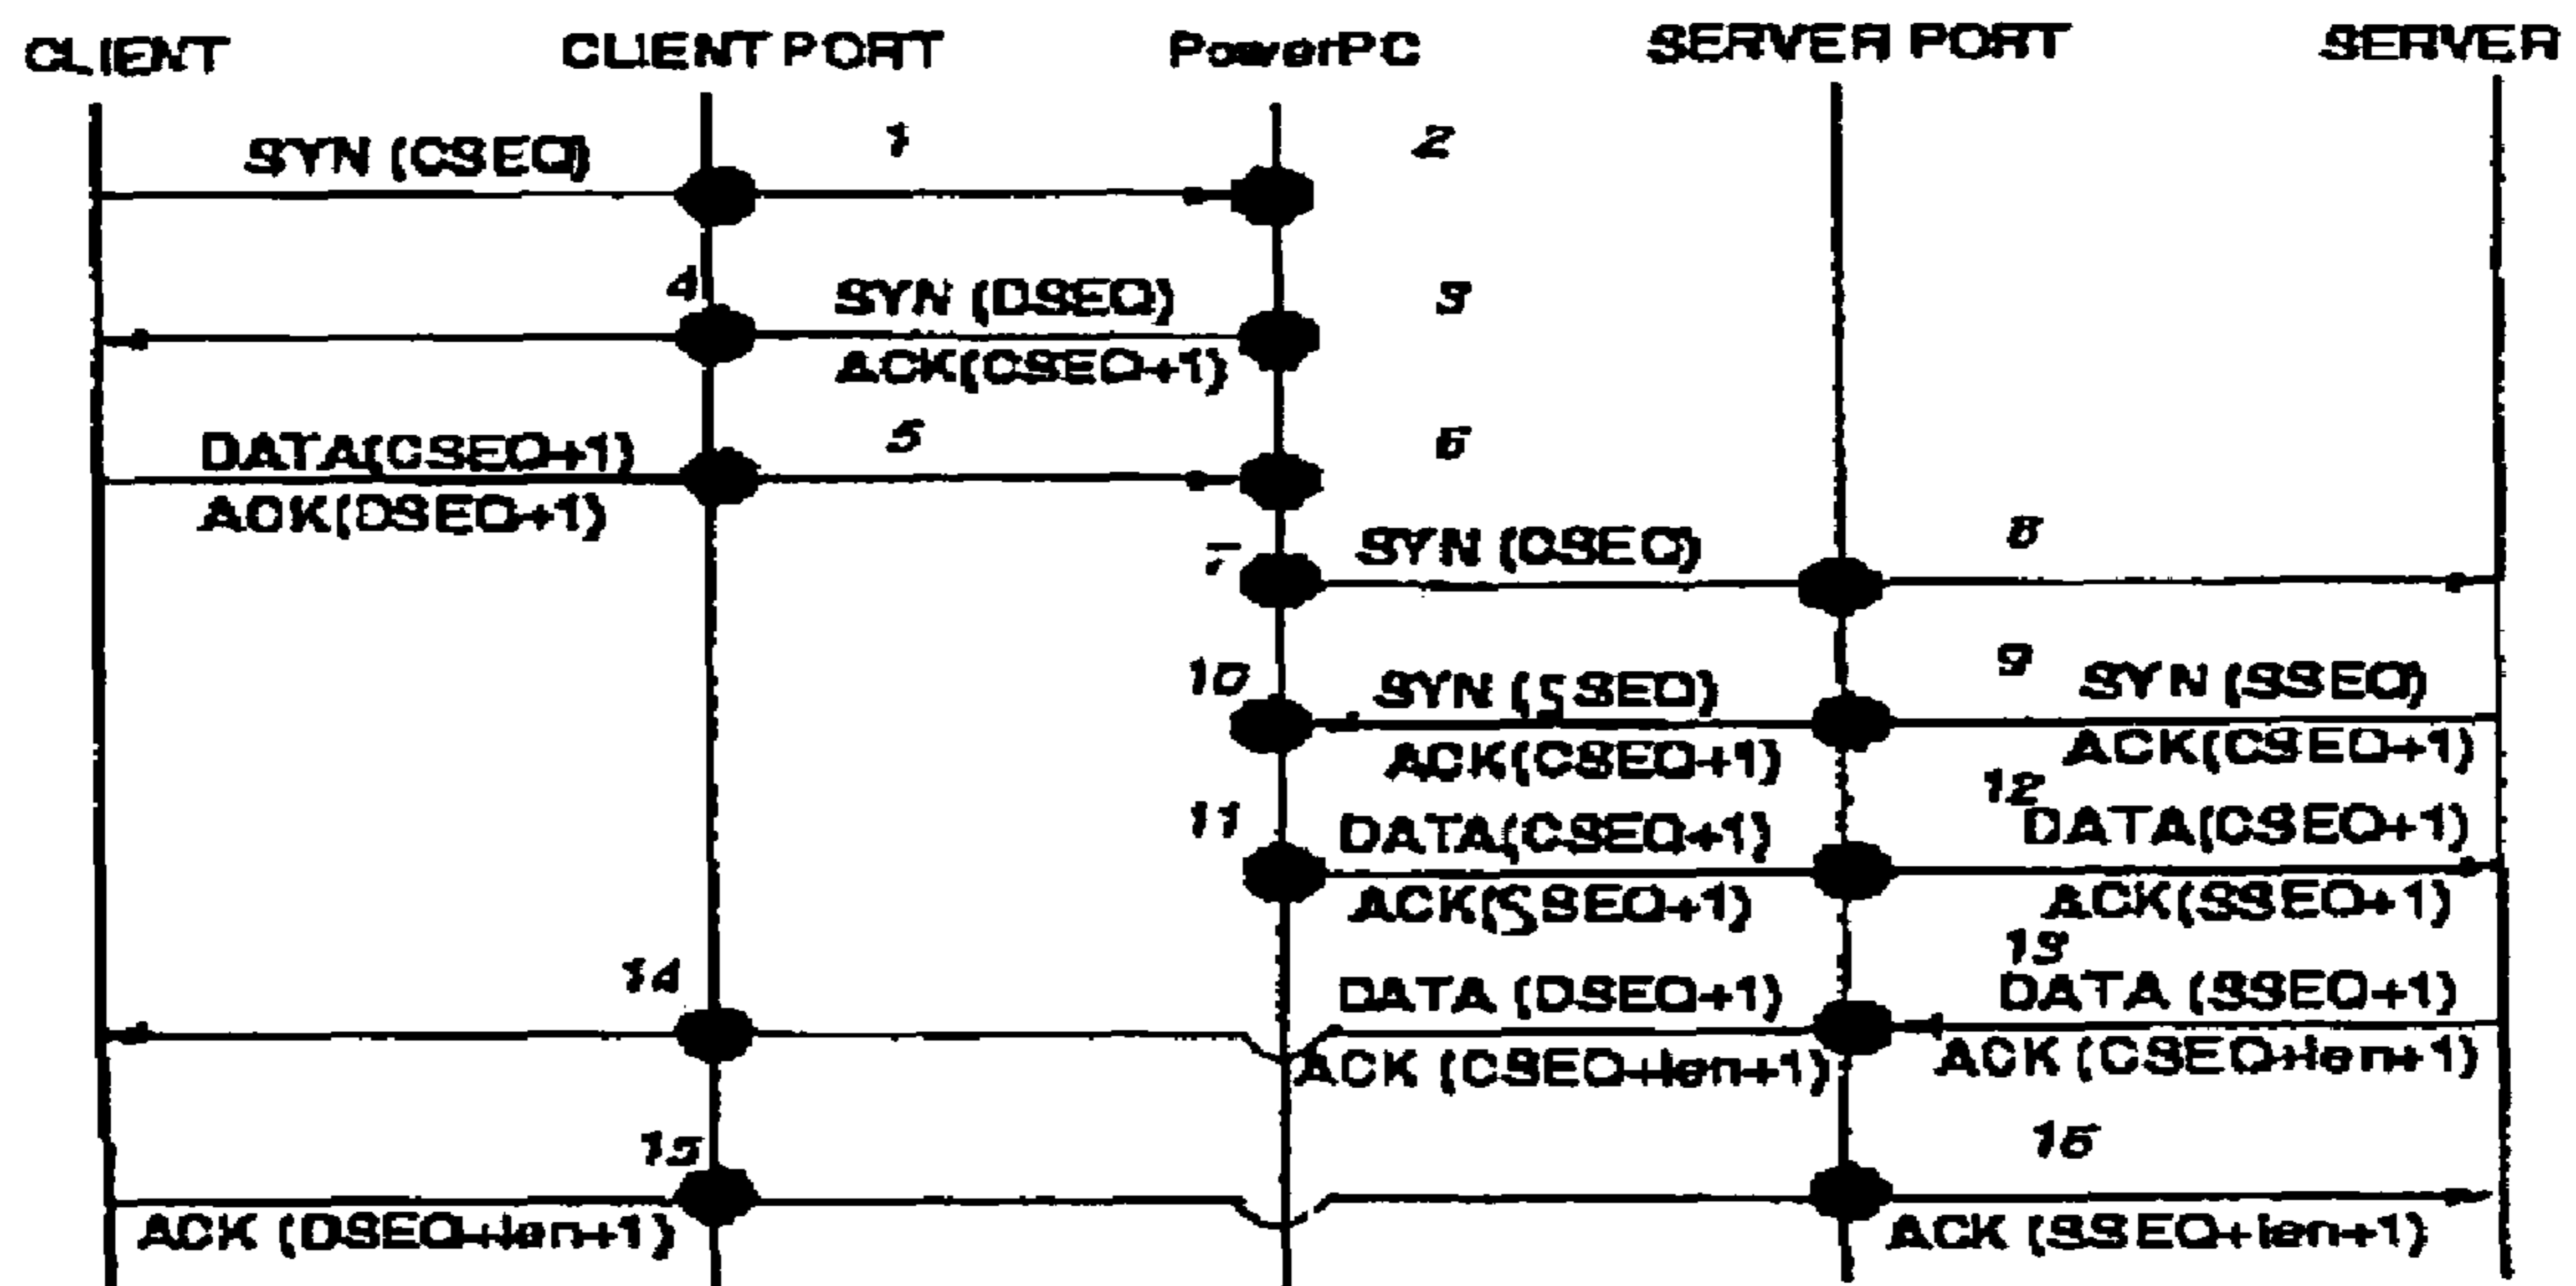 CLIENT CLIENT PORT PowerPC SERVER PORT SERVER
SYN (CSEQ) 1 2
4 SYN (DSEQ) 3
ACK(CSEQ+1)
DATA(CSEQ+1) 5 6
ACK(DSEQ+1)
7 SYN (CSEQ) 8
10 SYN (SSEQ) 9 SYN (SSEQ)
ACK(CSEQ+1) ACK(CSEQ+1)
11 DATA(CSEQ+1) 12 DATA(CSEQ+1)
ACK(SSEQ+1) ACK(SSEQ+1)
14 DATA (DSEQ+1) 13 DATA (SSEQ+1)
ACK (CSEQ+len+1) ACK (CSEQ+len+1)
15 16
ACK (DSEQ+len+1) ACK (SSEQ+len+1)